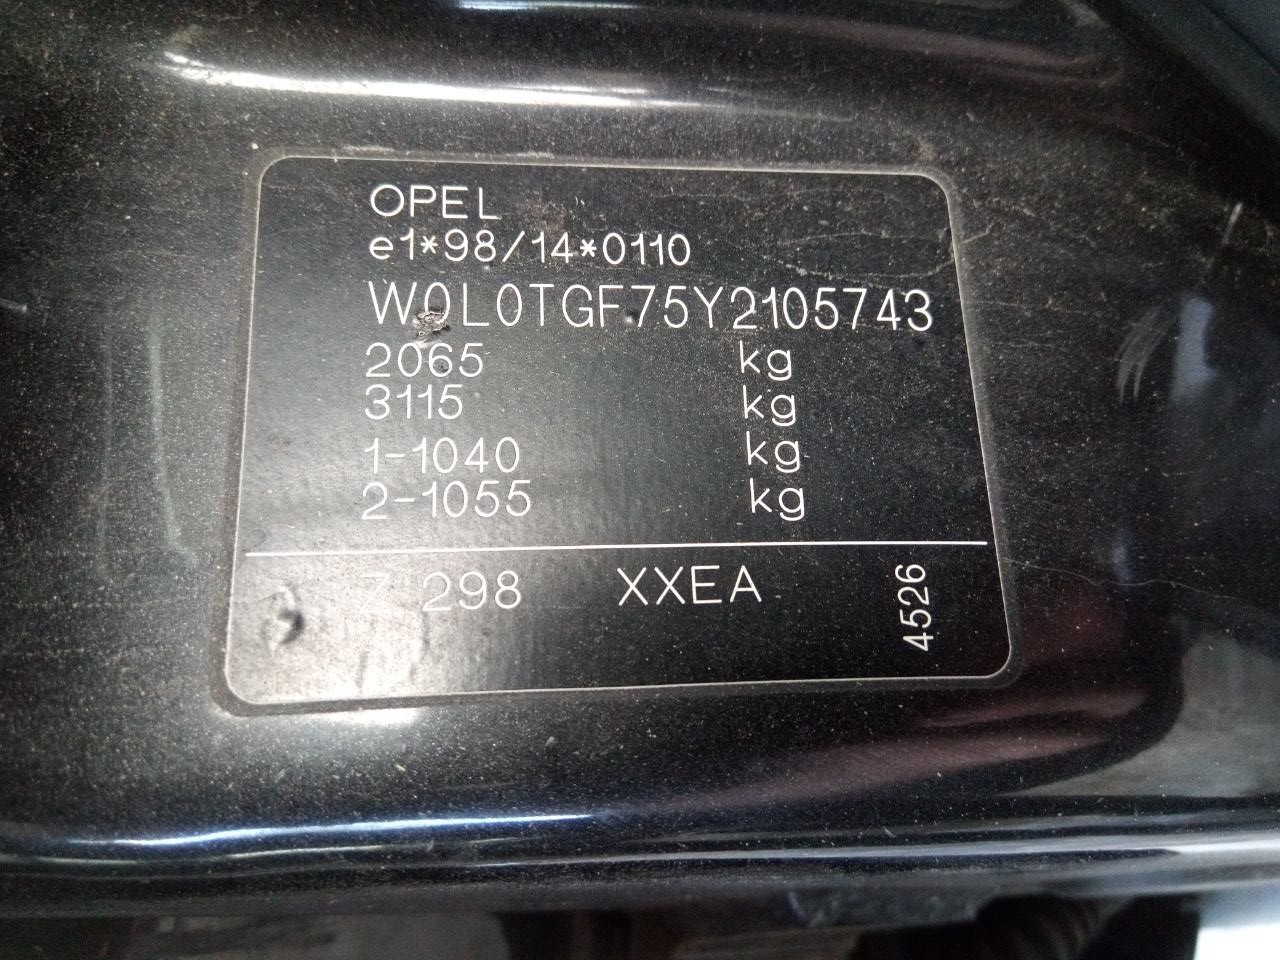 OPEL
e1*98/14*0110
W0L0TGF75Y2105743
2065 kg
3115 kg
1-1040 kg
2-1055 kg
Z 298 XXEA
4526